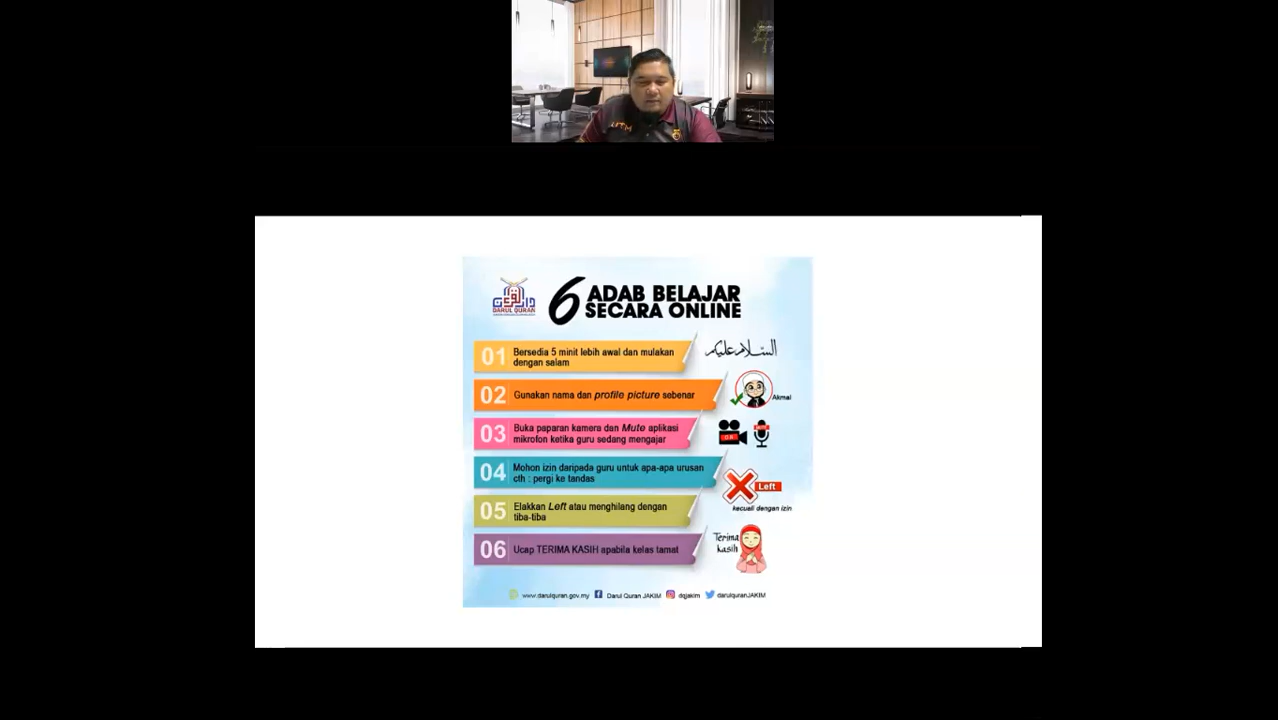 6 ADAB BELAJAR
SECARA ONLINE
DARUL QURAN
01 Bersedia 5 minit lebih awal dan mulakan
dengan salam
السلام عليكم
02 Gunakan nama dan profile picture sebenar
Akmal
03 Buka paparan kamera dan Mute aplikasi
mikrofon ketika guru sedang mengajar
04 Mohon izin daripada guru untuk apa-apa urusan
cth : pergi ke tandas
Left
kecuali dengan izin
05 Elakkan Left atau menghilang dengan
tiba-tiba
06 Ucap TERIMA KASIH apabila kelas tamat
Terima
kasih
www.darulquran.gov.my Darul Quran JAKIM dqjakim darulquranJAKIM